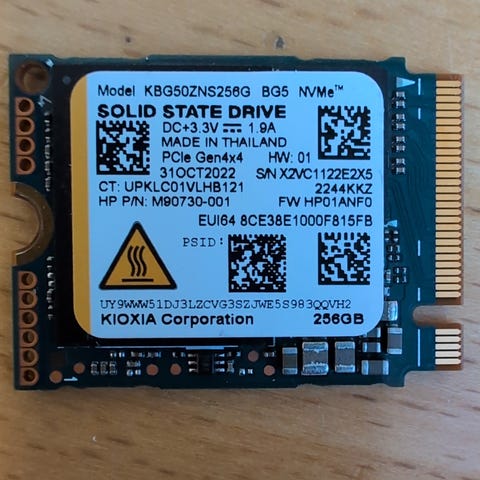 Model KBG50ZNS256G BG5 NVMe™
SOLID STATE DRIVE
DC+3.3V ⎓ 1.9A
MADE IN THAILAND
PCIe Gen4x4 HW: 01
31OCT2022 S/N X2VC1122E2X5
CT: UPKLC01VLHB121 2244KKZ
HP P/N: M90730-001 FW HP01ANF0
EUI64 8CE38E1000F815FB
PSID:
UY9WWW51DJ3LZCVG3SZJWE5S983QQVH2
KIOXIA Corporation 256GB
1